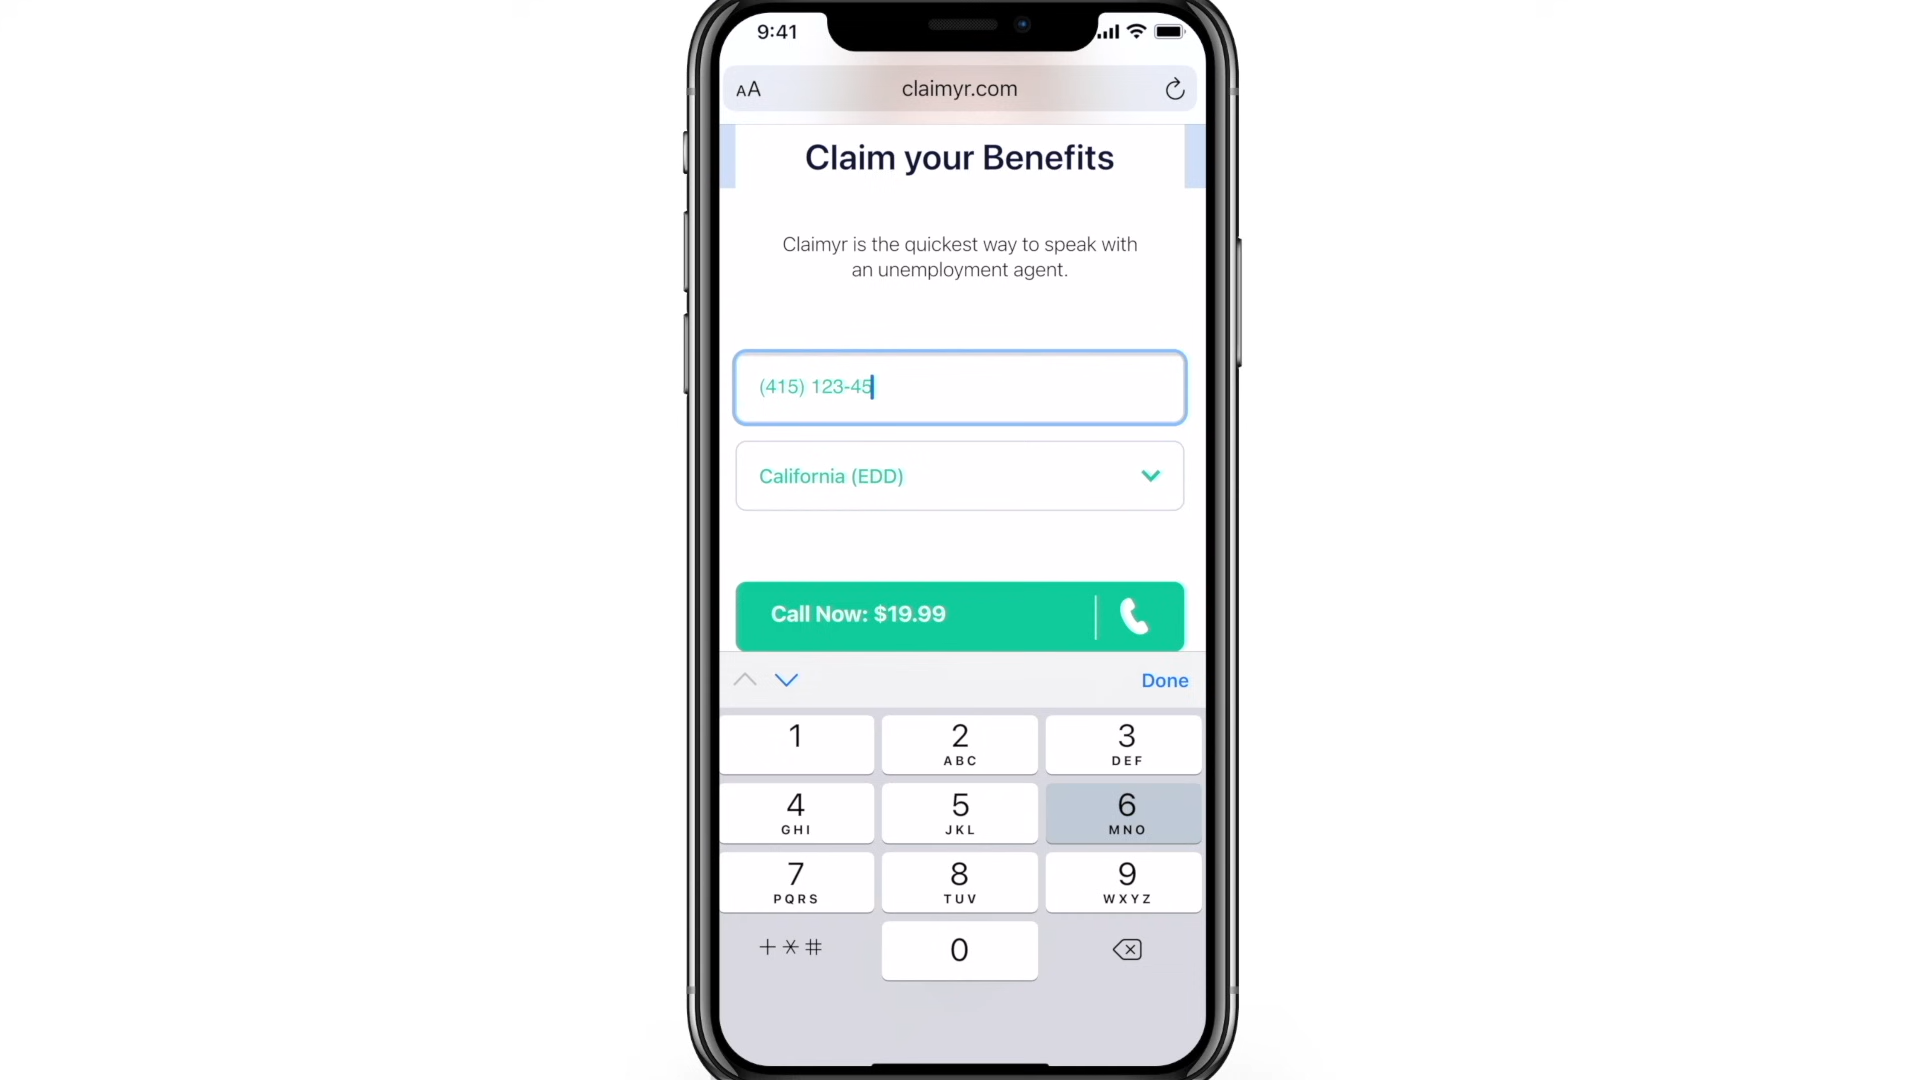 9:41
AA
claimyr.com
Claim your Benefits
Claimyr is the quickest way to speak with
an unemployment agent.
(415) 123-45
California (EDD)
Call Now: $19.99
Done
1
2
ABC
3
DEF
4
GHI
5
JKL
6
MNO
7
PQRS
8
TUV
9
WXYZ
+*#
0